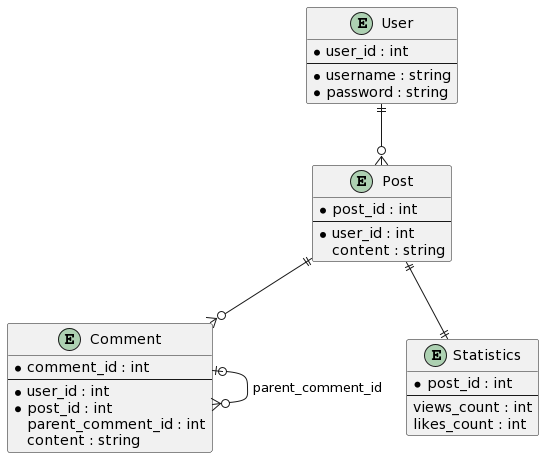 E User
* user_id : int
* username : string
* password : string
E Post
* post_id : int
* user_id : int
content : string
E Comment
* comment_id : int
* user_id : int
* post_id : int
parent_comment_id : int
content : string
parent_comment_id
E Statistics
* post_id : int
views_count : int
likes_count : int